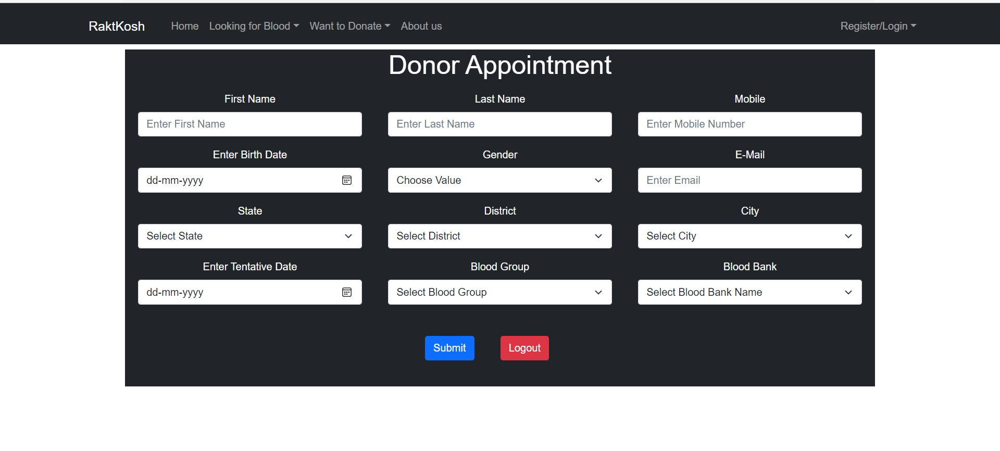 RaktKosh Home Looking for Blood Want to Donate About us Register/Login
Donor Appointment
First Name Last Name Mobile
Enter First Name Enter Last Name Enter Mobile Number
Enter Birth Date Gender E-Mail
dd-mm-yyyy Choose Value Enter Email
State District City
Select State Select District Select City
Enter Tentative Date Blood Group Blood Bank
dd-mm-yyyy Select Blood Group Select Blood Bank Name
Submit Logout